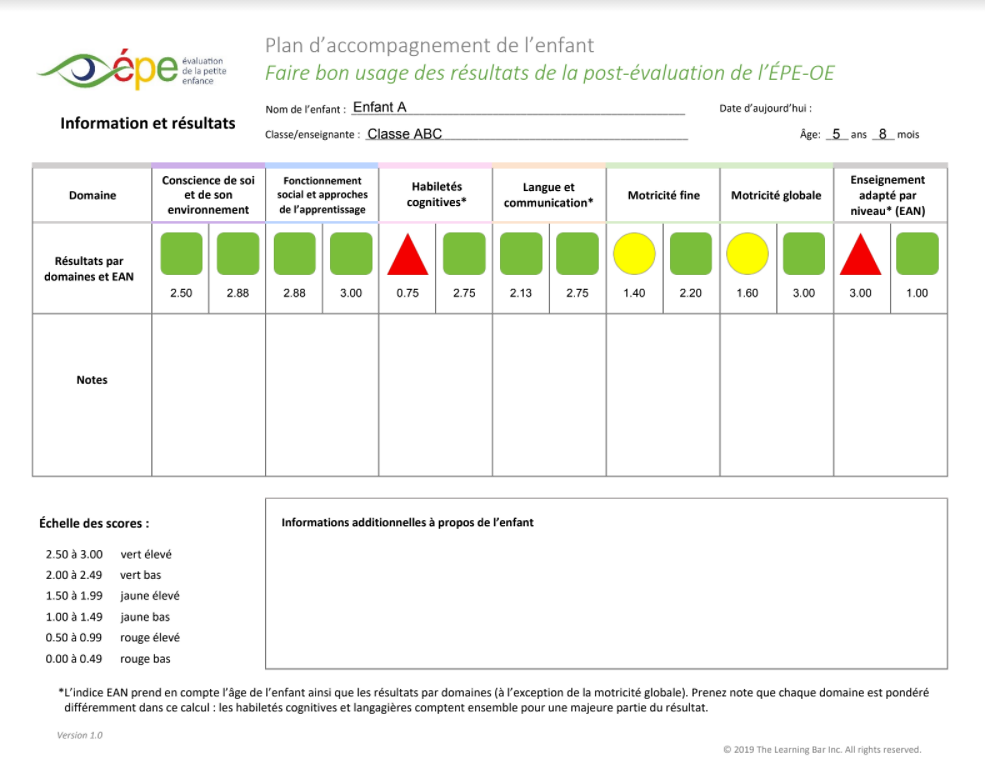 Plan d'accompagnement de l'enfant
épe évaluation
de la petite
enfance
Faire bon usage des résultats de la post-évaluation de l'ÉPE-OE
Nom de l'enfant : Enfant A
Date d'aujourd'hui :
Information et résultats
Classe/enseignante : Classe ABC
Âge: 5 ans 8 mois
Domaine
Conscience de soi
et de son
environnement
Fonctionnement
social et approches
de l'apprentissage
Habiletés
cognitives*
Langue et
communication*
Motricité fine
Motricité globale
Enseignement
adapté par
niveau* (EAN)
Résultats par
domaines et EAN
2.50 2.88 2.88 3.00 0.75 2.75 2.13 2.75 1.40 2.20 1.60 3.00 3.00 1.00
Notes
Échelle des scores :
2.50 à 3.00 vert élevé
2.00 à 2.49 vert bas
1.50 à 1.99 jaune élevé
1.00 à 1.49 jaune bas
0.50 à 0.99 rouge élevé
0.00 à 0.49 rouge bas
Informations additionnelles à propos de l'enfant
*L'indice EAN prend en compte l'âge de l'enfant ainsi que les résultats par domaines (à l'exception de la motricité globale). Prenez note que chaque domaine est pondéré
différemment dans ce calcul : les habiletés cognitives et langagières comptent ensemble pour une majeure partie du résultat.
Version 1.0
© 2019 The Learning Bar Inc. All rights reserved.